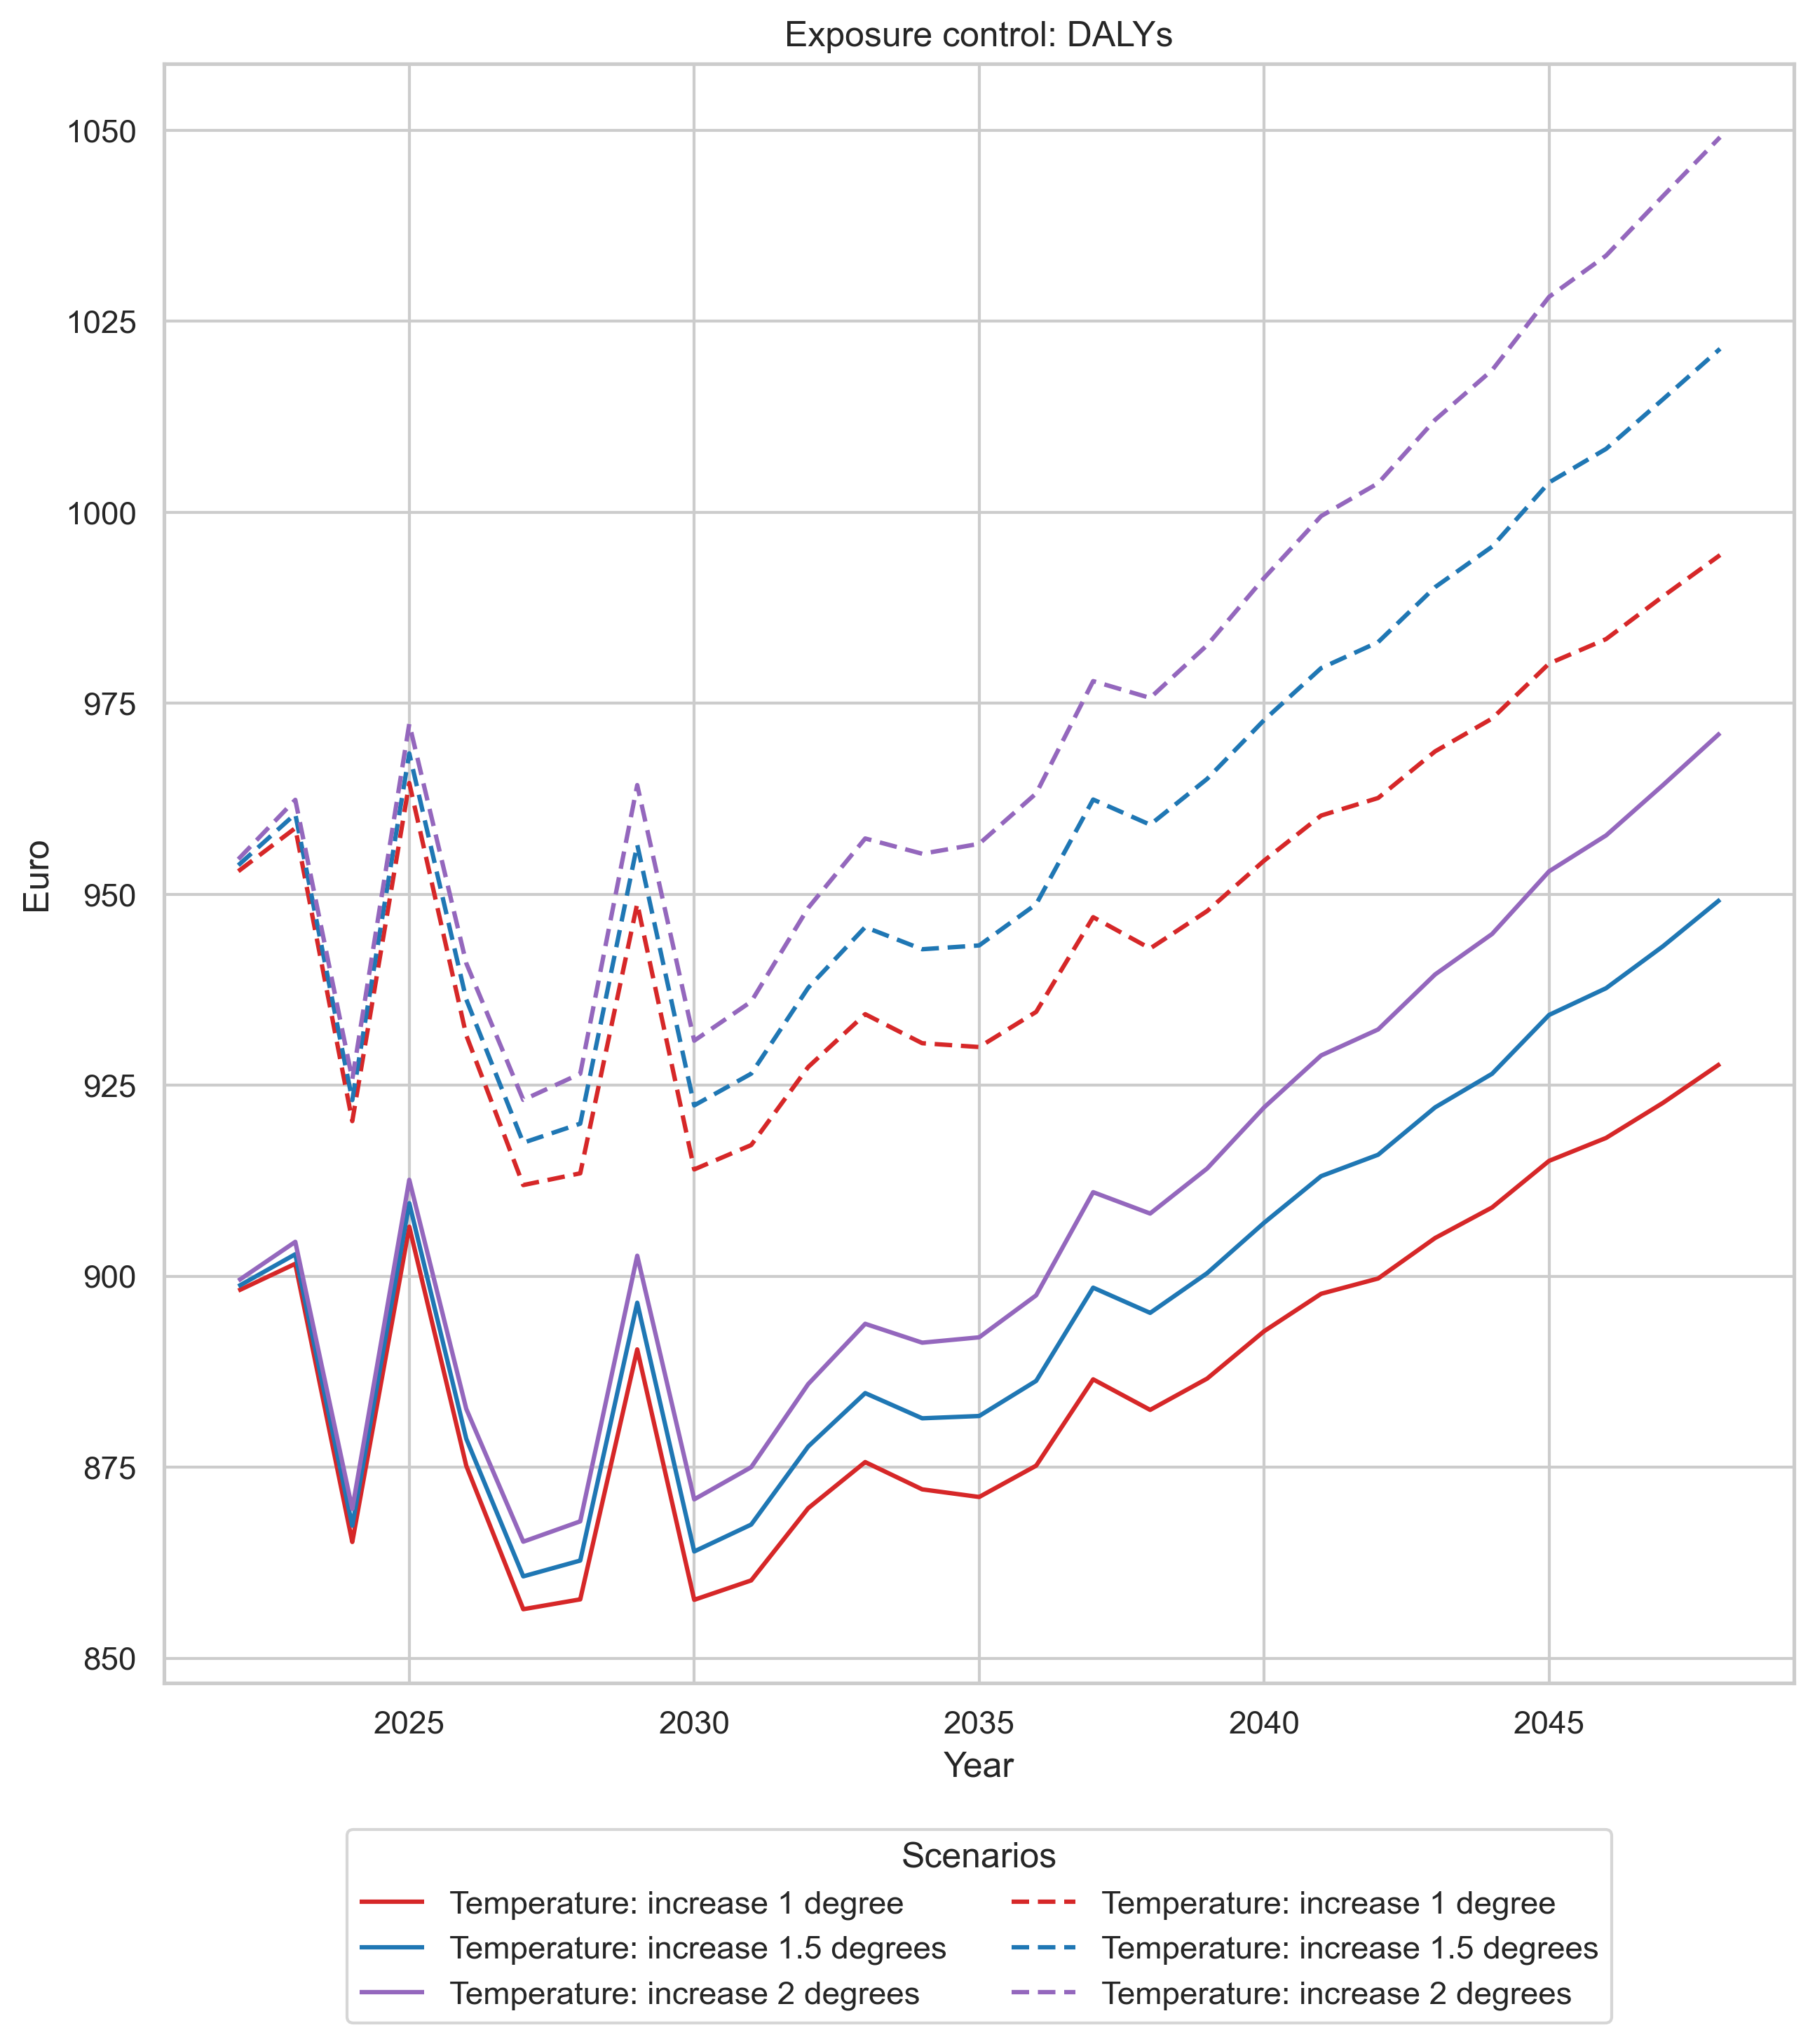 Exposure control: DALYs
1050
1025
1000
975
950
925
900
875
850
Euro
2025 2030 2035 2040 2045
Year
Scenarios
Temperature: increase 1 degree Temperature: increase 1 degree
Temperature: increase 1.5 degrees Temperature: increase 1.5 degrees
Temperature: increase 2 degrees Temperature: increase 2 degrees